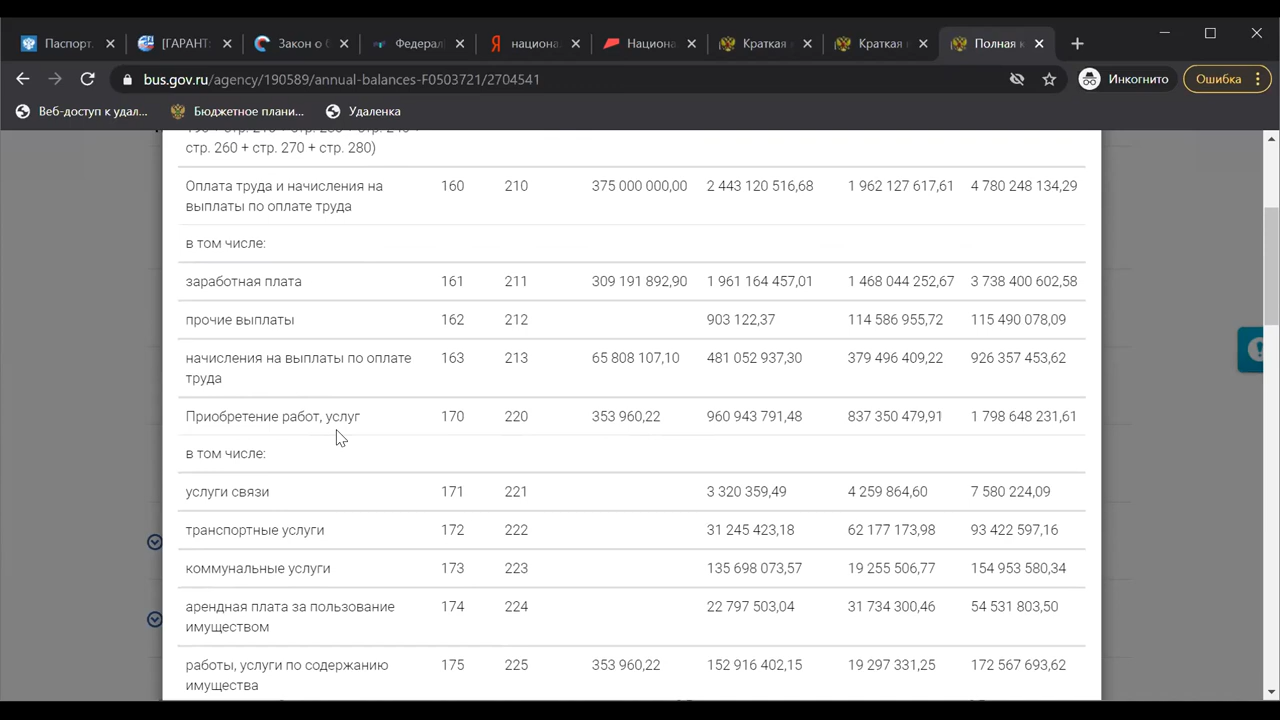 Паспорт.
[ГАРАНТ:
Закон о б
Федерал
национа.
Национа
Краткая и
Краткая к
Полная к
bus.gov.ru/agency/190589/annual-balances-F0503721/2704541
Инкогнито
Ошибка
Веб-доступ к удал...
Бюджетное плани...
Удаленка
стр. 260 + стр. 270 + стр. 280)
Оплата труда и начисления на 160 210 375 000 000,00 2 443 120 516,68 1 962 127 617,61 4 780 248 134,29
выплаты по оплате труда
в том числе:
заработная плата 161 211 309 191 892,90 1 961 164 457,01 1 468 044 252,67 3 738 400 602,58
прочие выплаты 162 212 903 122,37 114 586 955,72 115 490 078,09
начисления на выплаты по оплате 163 213 65 808 107,10 481 052 937,30 379 496 409,22 926 357 453,62
труда
Приобретение работ, услуг 170 220 353 960,22 960 943 791,48 837 350 479,91 1 798 648 231,61
в том числе:
услуги связи 171 221 3 320 359,49 4 259 864,60 7 580 224,09
транспортные услуги 172 222 31 245 423,18 62 177 173,98 93 422 597,16
коммунальные услуги 173 223 135 698 073,57 19 255 506,77 154 953 580,34
арендная плата за пользование 174 224 22 797 503,04 31 734 300,46 54 531 803,50
имуществом
работы, услуги по содержанию 175 225 353 960,22 152 916 402,15 19 297 331,25 172 567 693,62
имущества